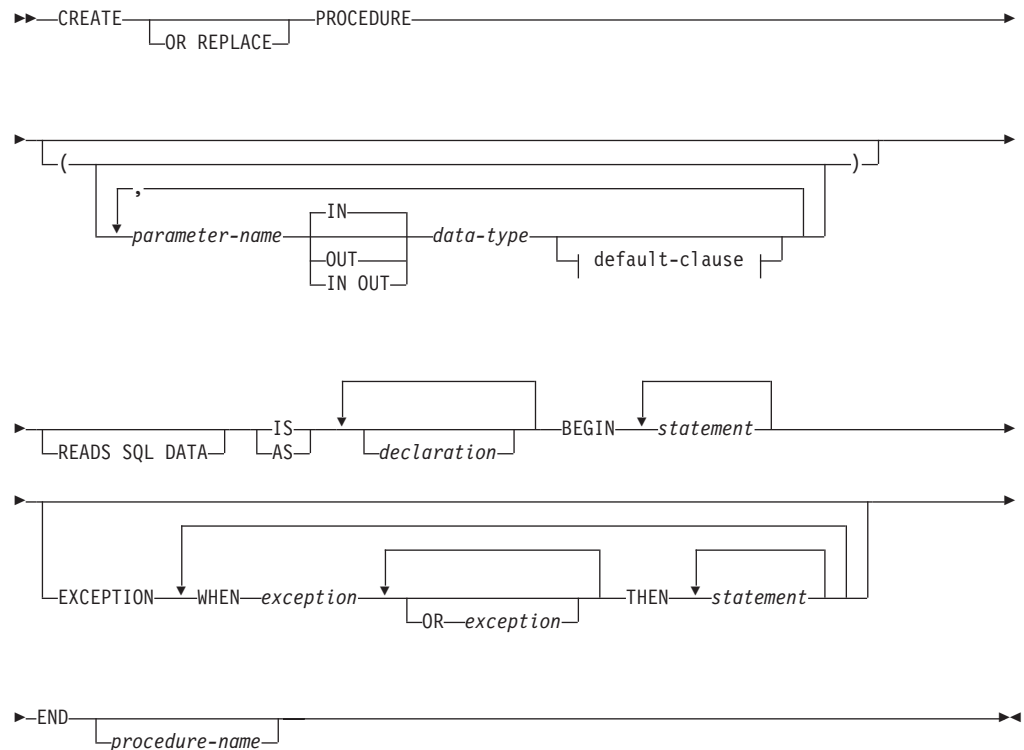 CREATE PROCEDURE
OR REPLACE
( )
,
IN
parameter-name data-type
OUT default-clause
IN OUT
IS BEGIN statement
READS SQL DATA AS declaration
EXCEPTION WHEN exception THEN statement
OR exception
END
procedure-name